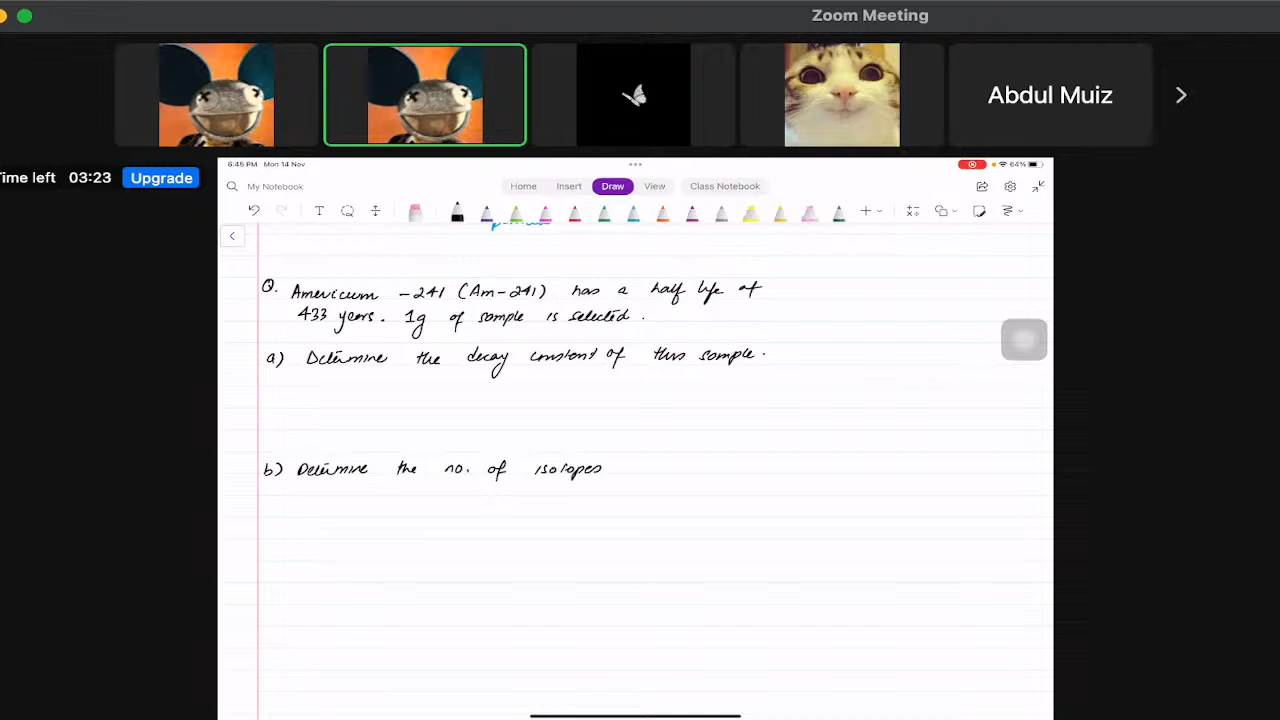 Zoom Meeting
Abdul Muiz
ime left 03:23 Upgrade
6:45 PM Mon 14 Nov
64%
My Notebook
Home Insert Draw View Class Notebook
Q. Americium -241 (Am-241) has a half life of
433 years. 1g of sample is selected.
a) Determine the decay constant of this sample.
b) Determine the no. of isotopes